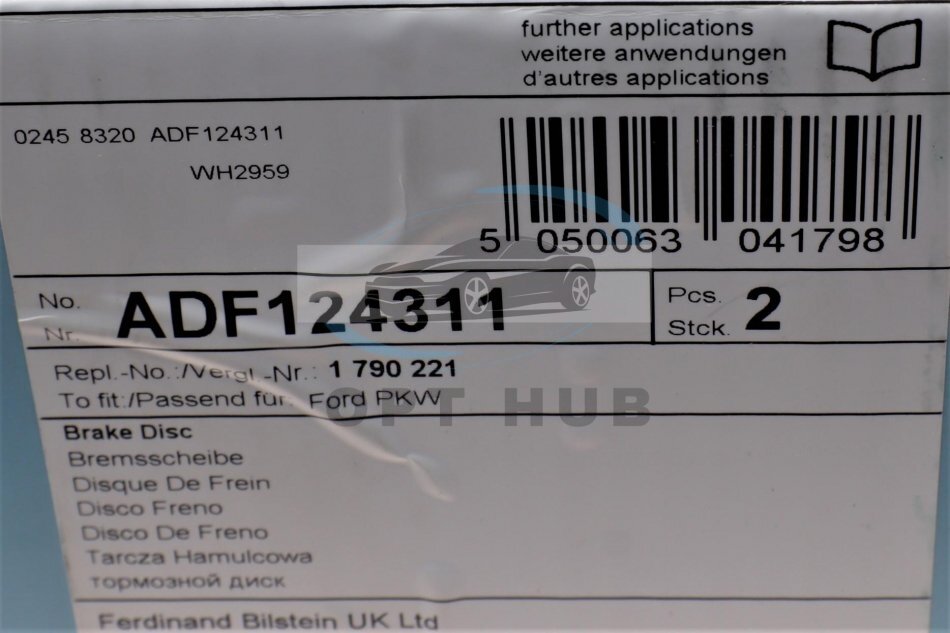 further applications
weitere anwendungen
d'autres applications
0245 8320 ADF124311
WH2959
5 050063 041798
No. ADF124311
Nr.
Pcs. 2
Stck.
Repl.-No.:/Vergl.-Nr.: 1 790 221
To fit:/Passend für: Ford PKW
OPT HUB
Brake Disc
Bremsscheibe
Disque De Frein
Disco Freno
Disco De Freno
Tarcza Hamulcowa
тормозной диск
Ferdinand Bilstein UK Ltd